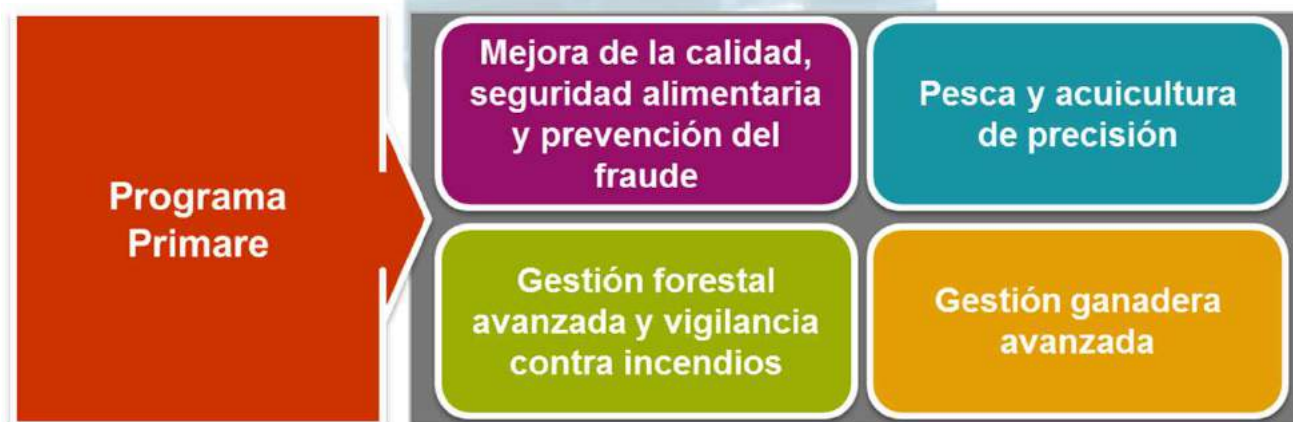 Programa
Primare
Mejora de la calidad,
seguridad alimentaria
y prevención del
fraude
Pesca y acuicultura
de precisión
Gestión forestal
avanzada y vigilancia
contra incendios
Gestión ganadera
avanzada